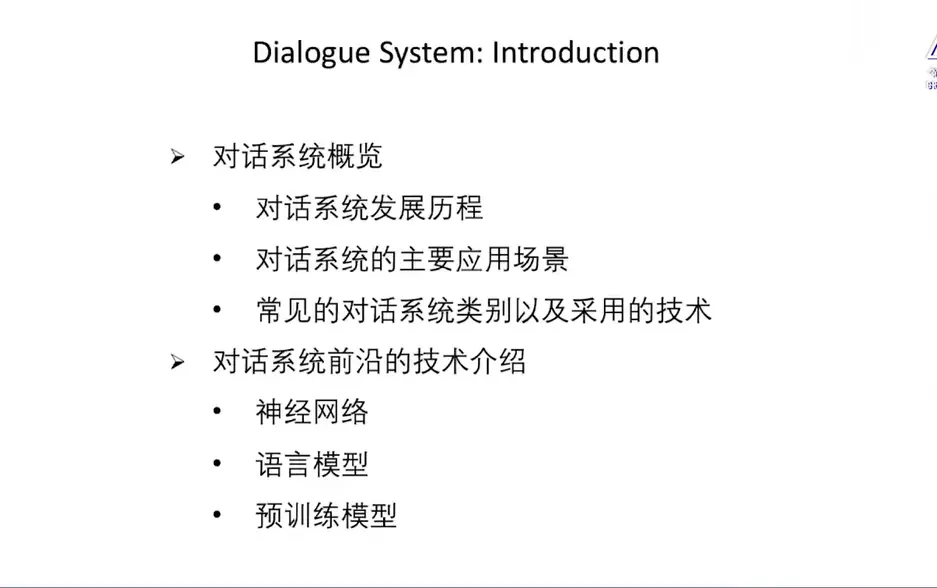 Dialogue System: Introduction
➢ 对话系统概览
• 对话系统发展历程
• 对话系统的主要应用场景
• 常见的对话系统类别以及采用的技术
➢ 对话系统前沿的技术介绍
• 神经网络
• 语言模型
• 预训练模型